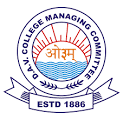 D.A.V. COLLEGE MANAGING COMMITTEE
ओ३म्
ESTD 1886